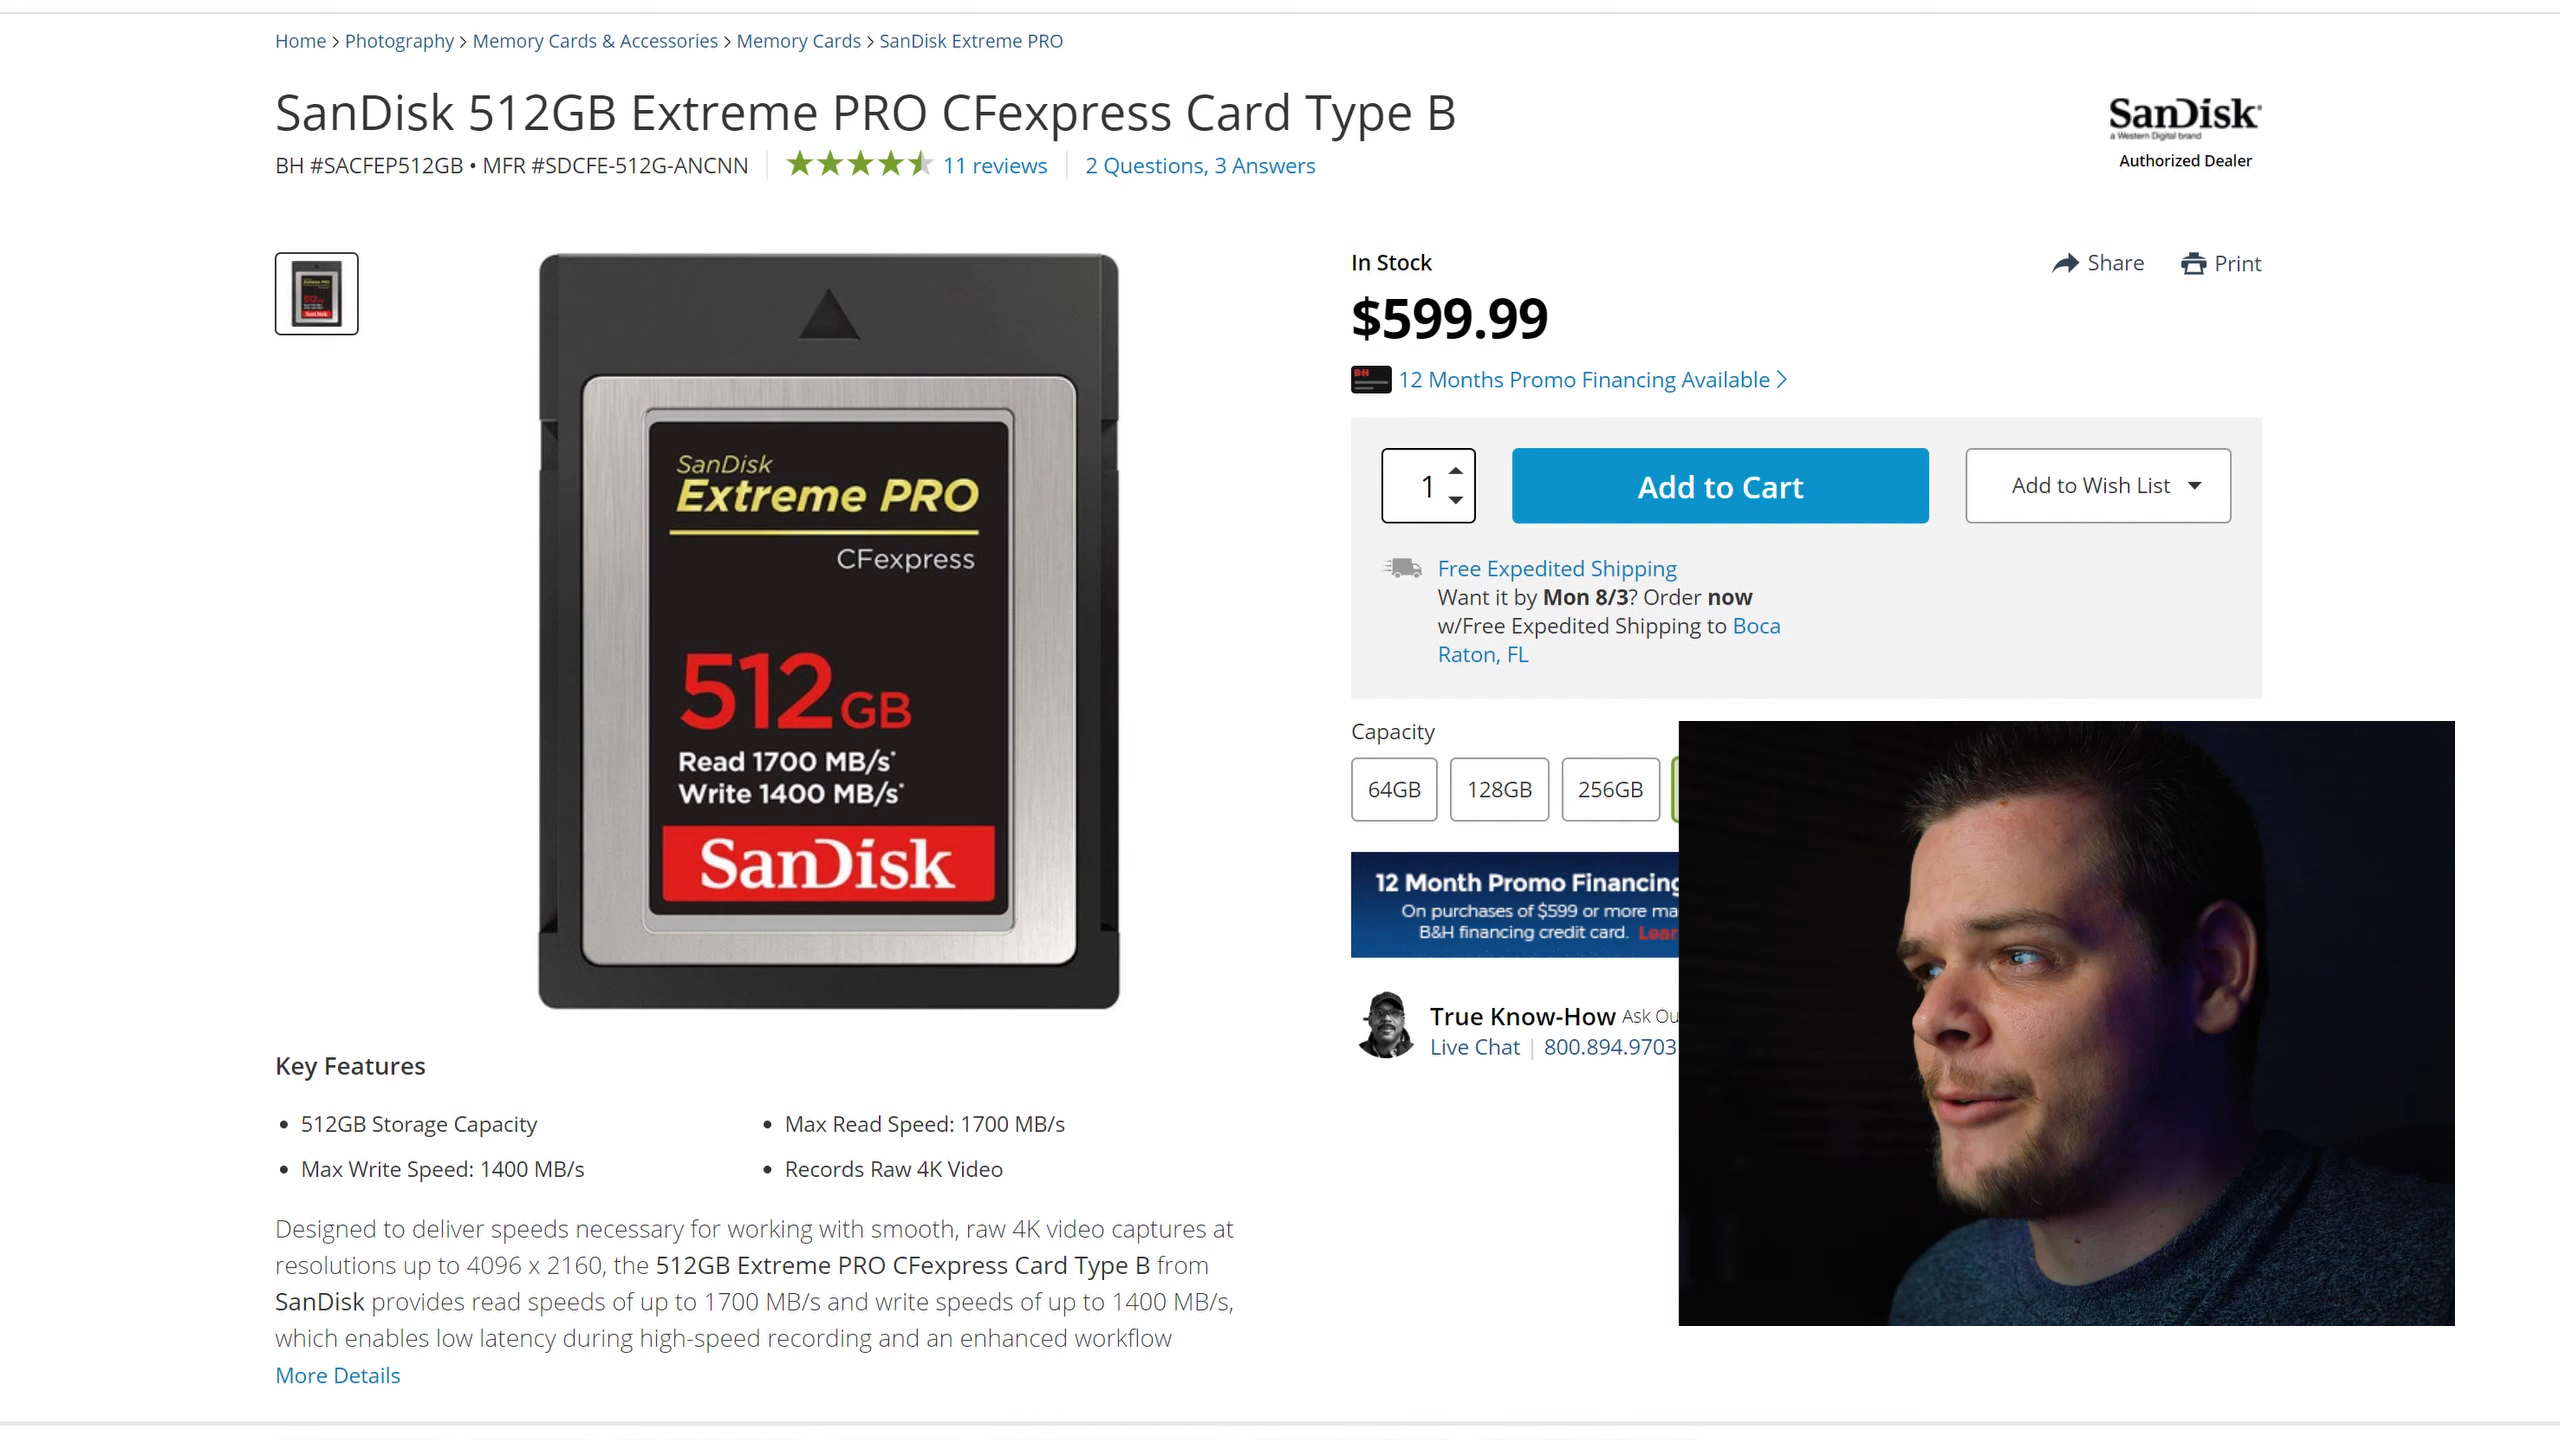 Home > Photography > Memory Cards & Accessories > Memory Cards > SanDisk Extreme PRO
SanDisk 512GB Extreme PRO CFexpress Card Type B
BH #SACFEP512GB • MFR #SDCFE-512G-ANCNN | 11 reviews | 2 Questions, 3 Answers
SanDisk
a Western Digital brand
Authorized Dealer
SanDisk
Extreme PRO
CFexpress
512GB
Read 1700 MB/s*
Write 1400 MB/s*
SanDisk
In Stock
Share
Print
$599.99
12 Months Promo Financing Available >
1
Add to Cart
Add to Wish List
Free Expedited Shipping
Want it by Mon 8/3? Order now
w/Free Expedited Shipping to Boca
Raton, FL
Capacity
64GB
128GB
256GB
12 Month Promo Financing
On purchases of $599 or more
B&H financing credit card.
True Know-How Ask
Live Chat | 800.894.9703
Key Features
• 512GB Storage Capacity
• Max Read Speed: 1700 MB/s
• Max Write Speed: 1400 MB/s
• Records Raw 4K Video
Designed to deliver speeds necessary for working with smooth, raw 4K video captures at
resolutions up to 4096 x 2160, the 512GB Extreme PRO CFexpress Card Type B from
SanDisk provides read speeds of up to 1700 MB/s and write speeds of up to 1400 MB/s,
which enables low latency during high-speed recording and an enhanced workflow
More Details